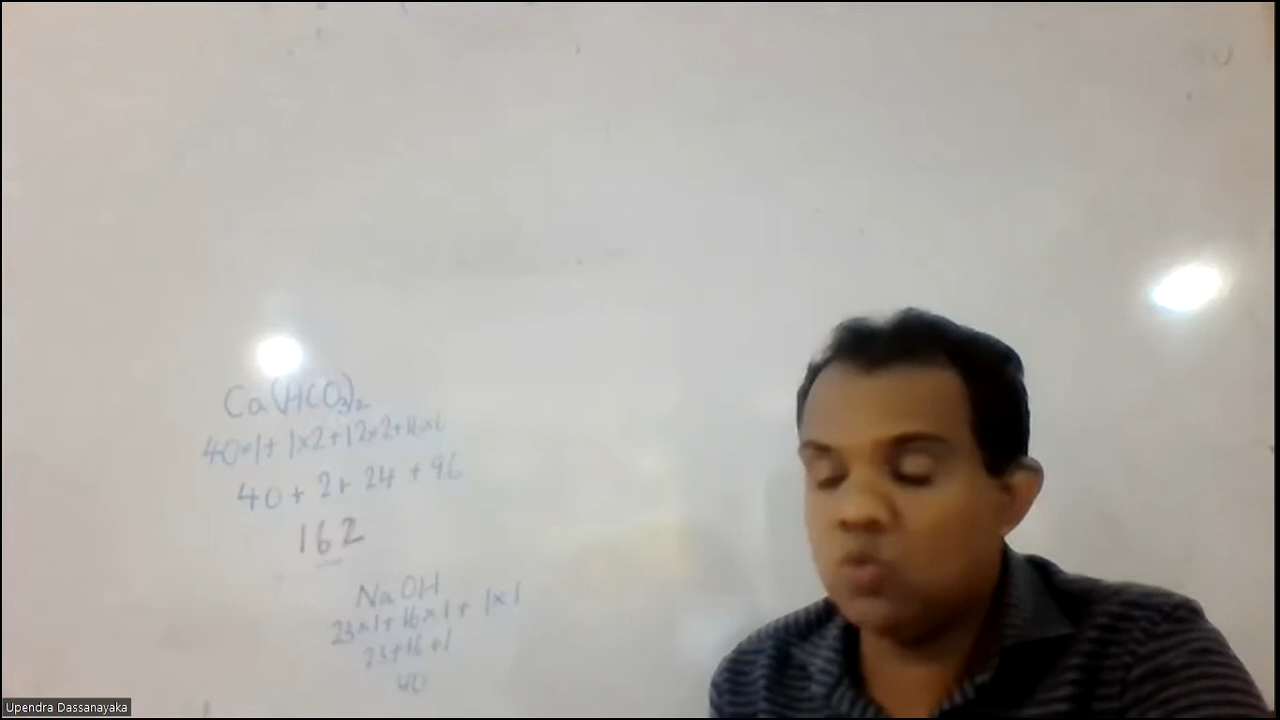 Ca(HCO₃)₂
40×1+ 1×2+12×2+16×6
40 + 2 + 24 + 96
162
NaOH
23×1+16×1+ 1×1
23+16+1
40
Upendra Dassanayaka